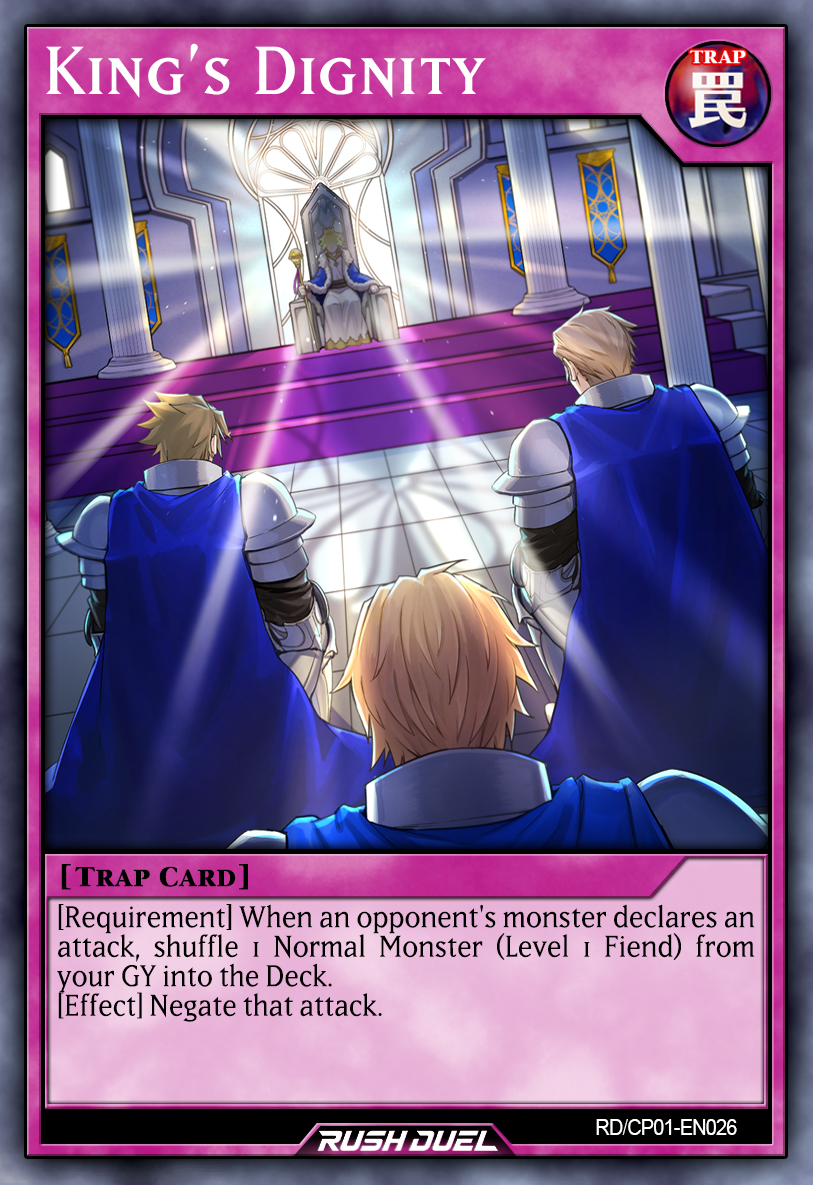 King's Dignity
TRAP
罠
[Trap Card]
[Requirement] When an opponent's monster declares an
attack, shuffle 1 Normal Monster (Level 1 Fiend) from
your GY into the Deck.
[Effect] Negate that attack.
RD/CP01-EN026
RUSH DUEL